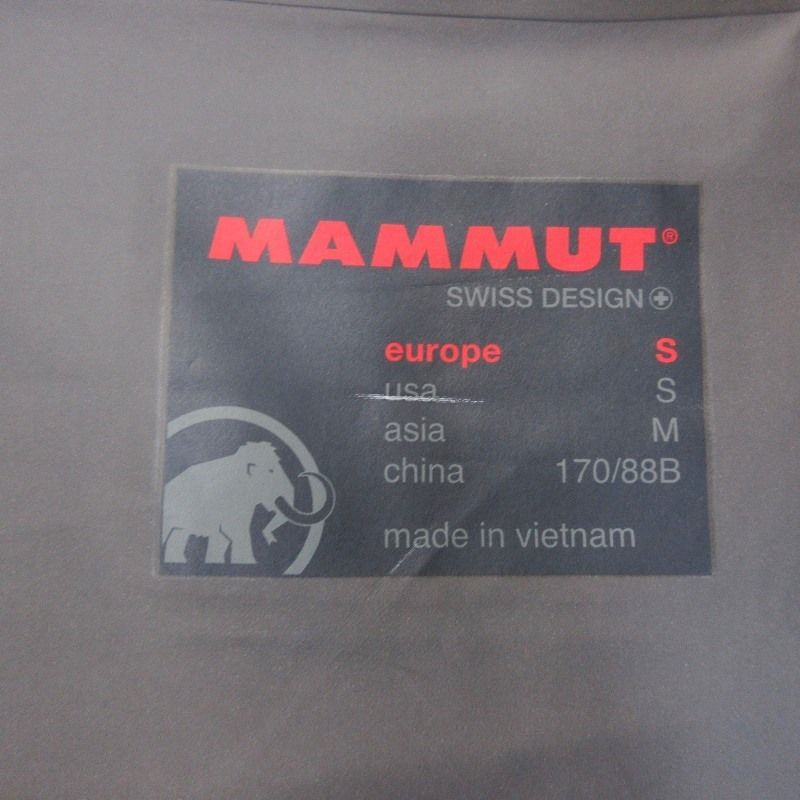 MAMMUT®
SWISS DESIGN
europe S
usa S
asia M
china 170/88B
made in vietnam